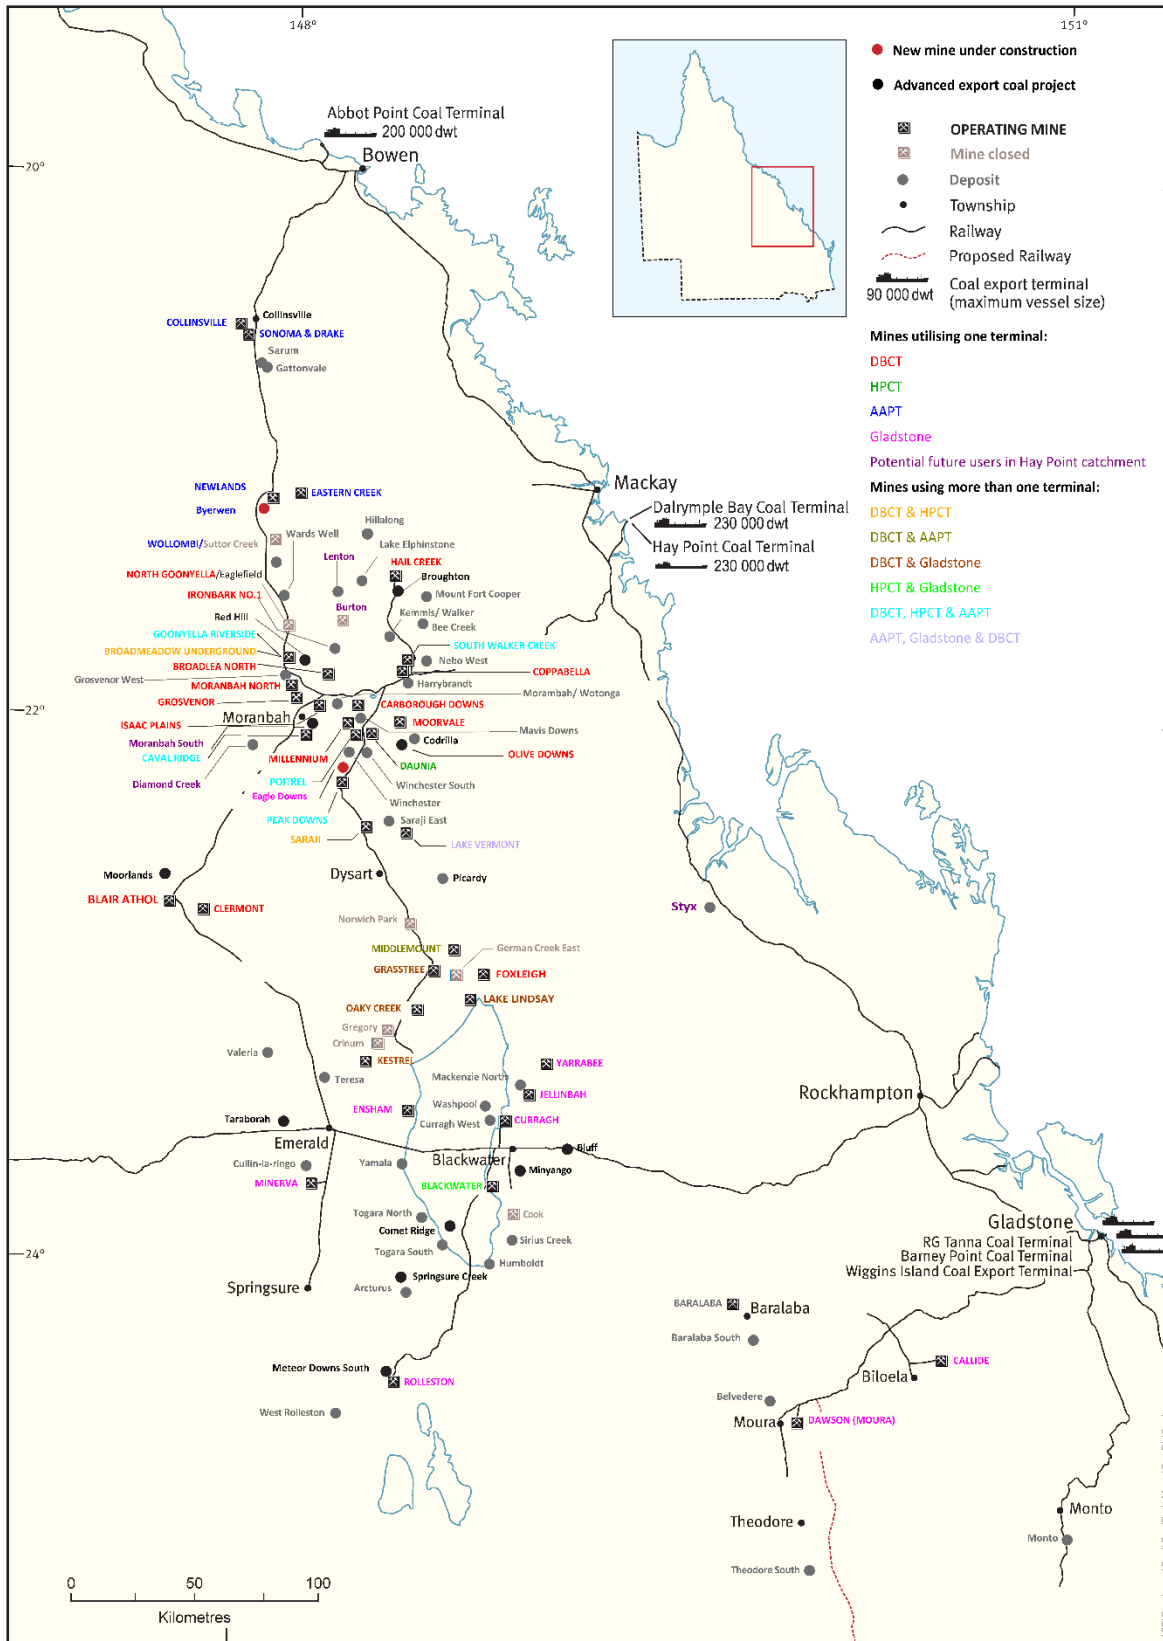 148°
151°
20°
22°
24°
New mine under construction
Advanced export coal project
OPERATING MINE
Mine closed
Deposit
Township
Railway
Proposed Railway
90 000 dwt
Coal export terminal
(maximum vessel size)
Mines utilising one terminal:
DBCT
HPCT
AAPT
Gladstone
Potential future users in Hay Point catchment
Mines using more than one terminal:
DBCT & HPCT
DBCT & AAPT
DBCT & Gladstone
HPCT & Gladstone
DBCT, HPCT & AAPT
AAPT, Gladstone & DBCT
Abbot Point Coal Terminal
200 000 dwt
Bowen
Collinsville
COLLINSVILLE
SONOMA & DRAKE
Sarum
Gattonvale
NEWLANDS
EASTERN CREEK
Byerwen
Mackay
Dalrymple Bay Coal Terminal
230 000 dwt
Hay Point Coal Terminal
230 000 dwt
Hillalong
Wards Well
WOLLOMBI/Suttor Creek
Lake Elphinstone
Lenton
HAIL CREEK
NORTH GOONYELLA/Eaglefield
Broughton
IRONBARK NO.1
Mount Fort Cooper
Burton
Red Hill
Kemmls/ Walker
Bee Creek
GOONYELLA RIVERSIDE
SOUTH WALKER CREEK
BROADMEADOW UNDERGROUND
Nebo West
BROADLEA NORTH
COPPABELLA
Grosvenor West
MORANBAH NORTH
Harrybrandt
Morambah/ Wotonga
GROSVENOR
CARBOROUGH DOWNS
Moranbah
ISAAC PLAINS
MOORVALE
Mavis Downs
Moranbah South
Codrilla
CAVAL RIDGE
MILLENNIUM
OLIVE DOWNS
DAUNIA
POITREL
Diamond Creek
Winchester South
Eagle Downs
Winchester
PEAK DOWNS
Saraji East
SARAJI
LAKE VERMONT
Moorlands
Dysart
Picardy
BLAIR ATHOL
CLERMONT
Styx
Norwich Park
MIDDLEMOUNT
German Creek East
GRASSTREE
FOXLEIGH
LAKE LINDSAY
OAKY CREEK
Gregory
Crinum
Valeria
KESTREL
YARRABEE
Teresa
Mackenzie North
JELLINBAH
Rockhampton
ENSHAM
Washpool
Taraborah
Curragh West
CURRAGH
Emerald
Bluff
Blackwater
Cullin-la-ringo
Yamala
Minyango
MINERVA
BLACKWATER
Togara North
Cook
Comet Ridge
Gladstone
Sirius Creek
RG Tanna Coal Terminal
Togara South
Barney Point Coal Terminal
Humboldt
Wiggins Island Coal Export Terminal
Springsure Creek
Springsure
Arcturus
BARALABA
Baralaba
Baralaba South
Meteor Downs South
CALLIDE
ROLLESTON
Biloela
Belvedere
West Rolleston
Moura
DAWSON (MOURA)
Monto
Theodore
Monto
Theodore South
0
50
100
Kilometres